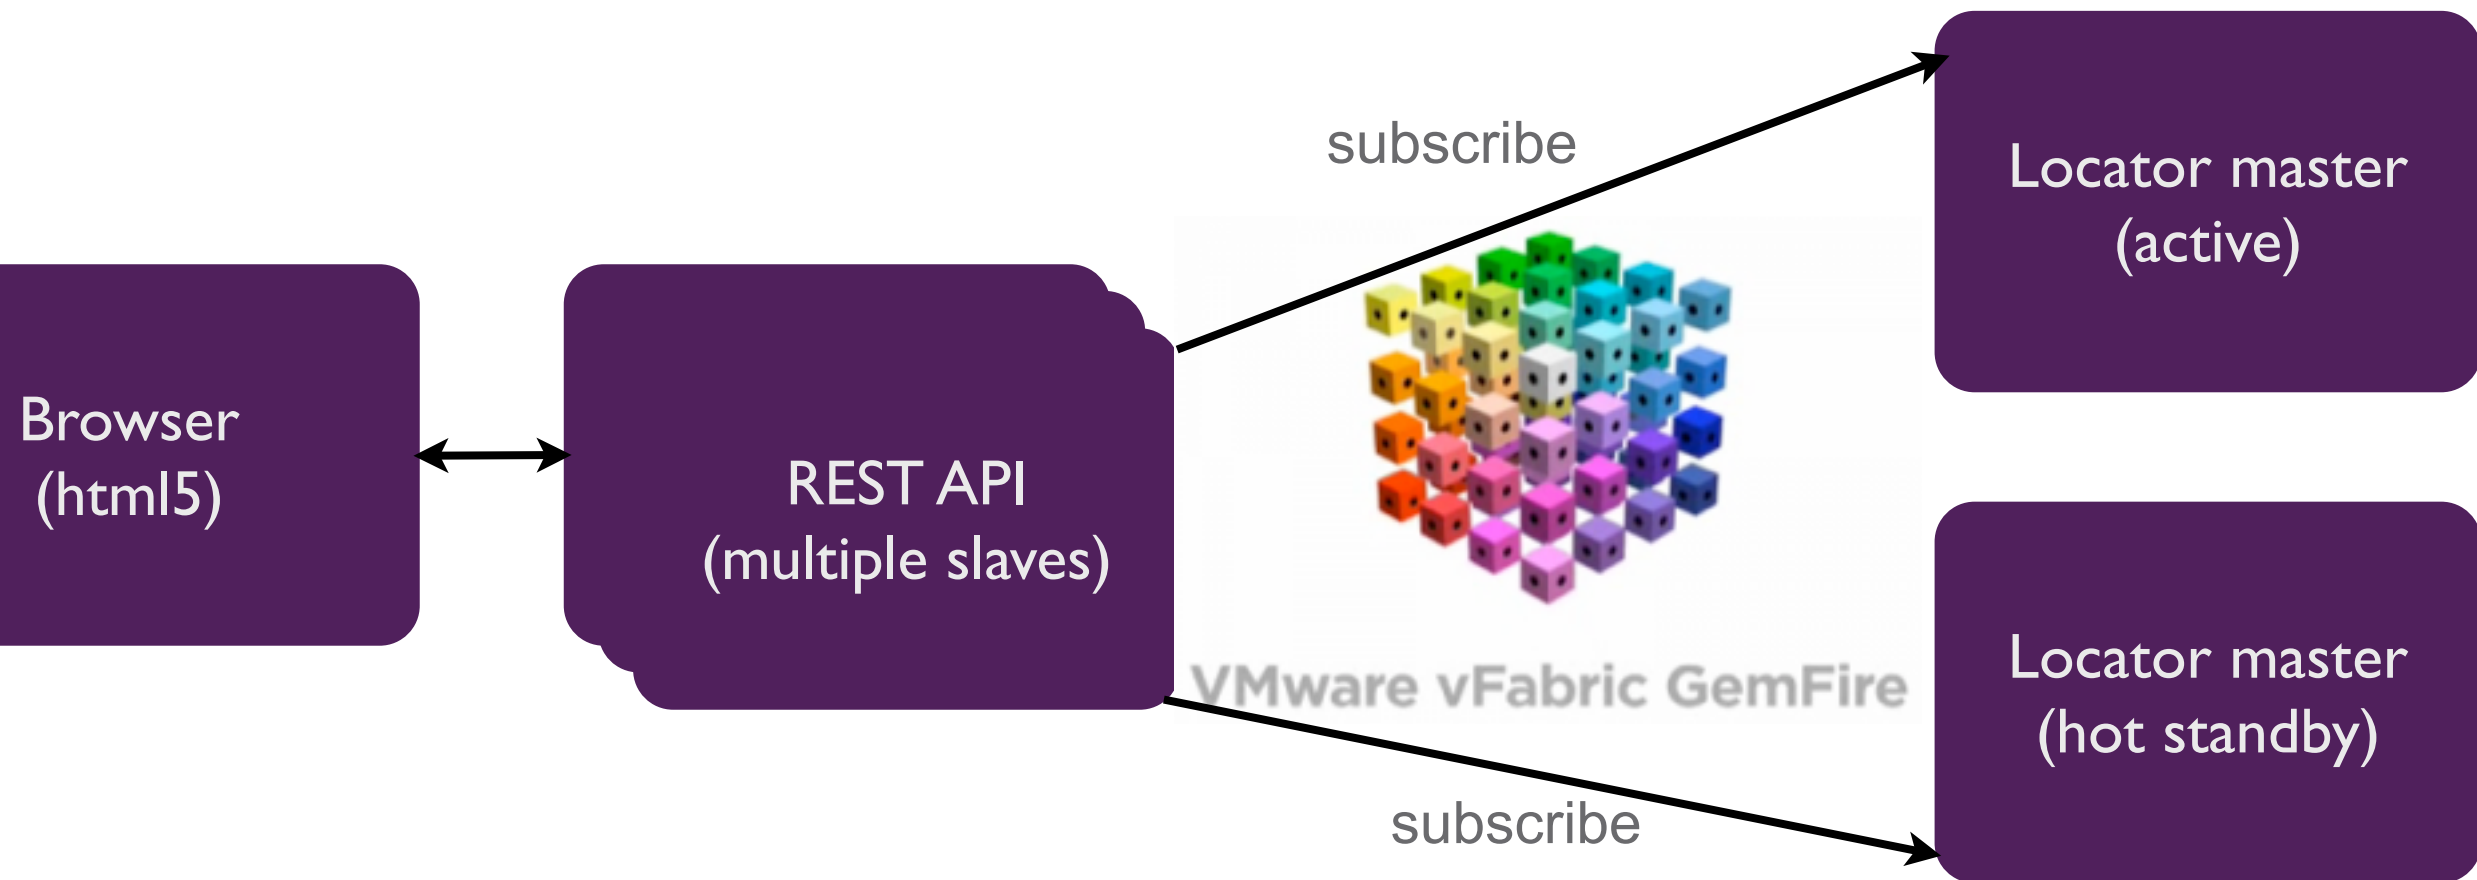 Browser
(html5)
REST API
(multiple slaves)
subscribe
VMware vFabric GemFire
subscribe
Locator master
(active)
Locator master
(hot standby)